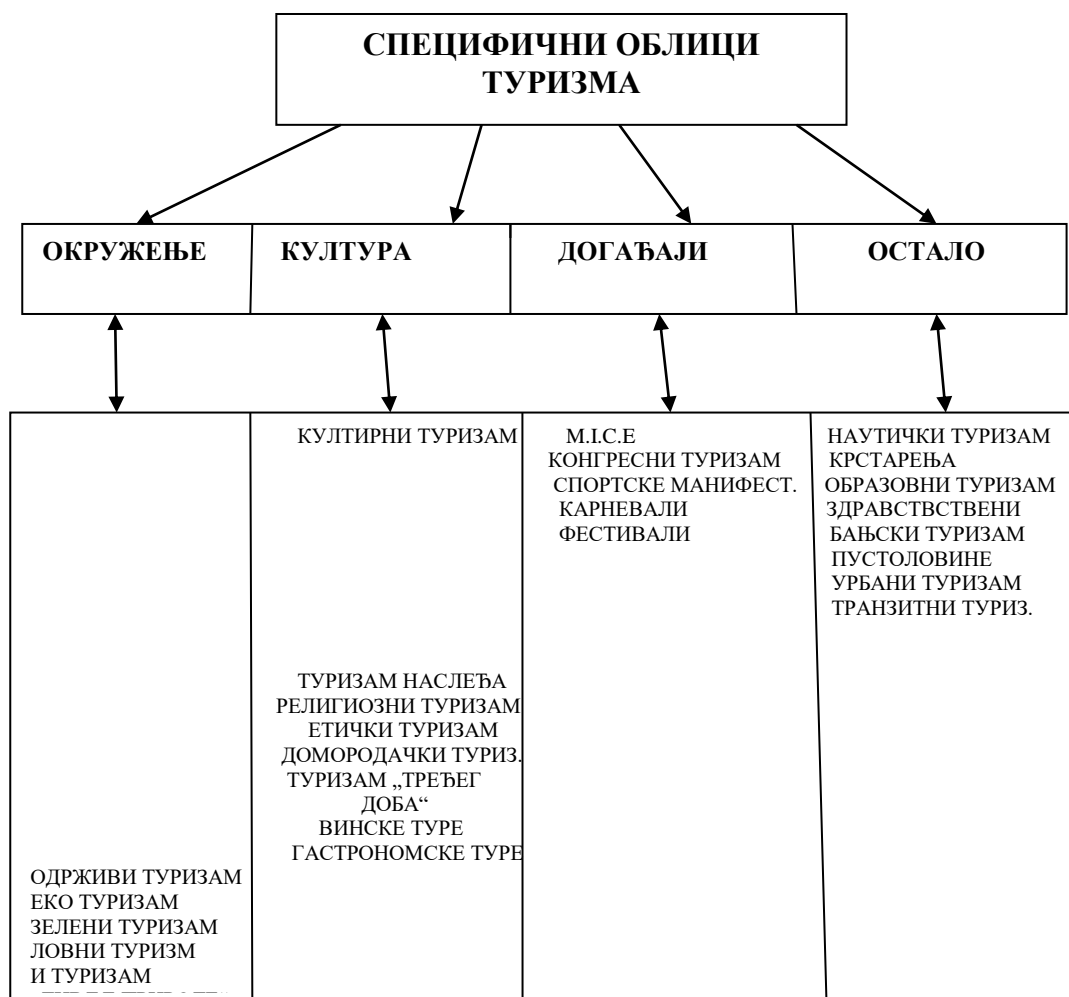 СПЕЦИФИЧНИ ОБЛИЦИ
ТУРИЗМА
ОКРУЖЕЊЕ
КУЛТУРА
ДОГАЂАЈИ
ОСТАЛО
ОДРЖИВИ ТУРИЗАМ
ЕКО ТУРИЗАМ
ЗЕЛЕНИ ТУРИЗАМ
ЛОВНИ ТУРИЗМ
И ТУРИЗАМ
КУЛТИРНИ ТУРИЗАМ
ТУРИЗАМ НАСЛЕЂА
РЕЛИГИОЗНИ ТУРИЗАМ
ЕТИЧКИ ТУРИЗАМ
ДОМОРОДАЧКИ ТУРИЗ.
ТУРИЗАМ „ТРЕЋЕГ
ДОБА“
ВИНСКЕ ТУРЕ
ГАСТРОНОМСКЕ ТУРЕ
M.I.C.E
КОНГРЕСНИ ТУРИЗАМ
СПОРТСКЕ МАНИФЕСТ.
КАРНЕВАЛИ
ФЕСТИВАЛИ
НАУТИЧКИ ТУРИЗАМ
КРСТАРЕЊА
ОБРАЗОВНИ ТУРИЗАМ
ЗДРАВСТВСТВЕНИ
БАЊСКИ ТУРИЗАМ
ПУСТОЛОВИНЕ
УРБАНИ ТУРИЗАМ
ТРАНЗИТНИ ТУРИЗ.